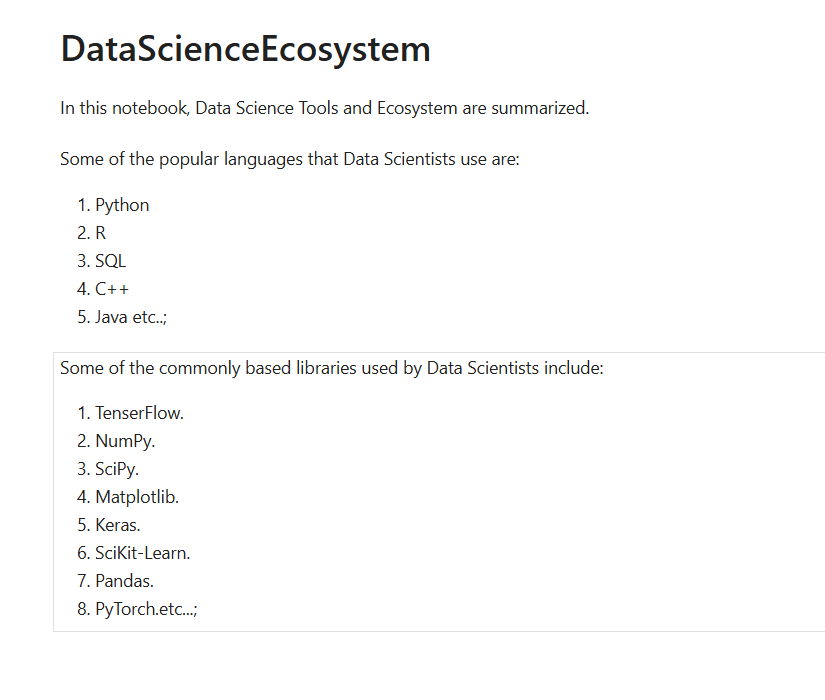 DataScienceEcosystem
In this notebook, Data Science Tools and Ecosystem are summarized.
Some of the popular languages that Data Scientists use are:
1. Python
2. R
3. SQL
4. C++
5. Java etc..;
Some of the commonly based libraries used by Data Scientists include:
1. TenserFlow.
2. NumPy.
3. SciPy.
4. Matplotlib.
5. Keras.
6. SciKit-Learn.
7. Pandas.
8. PyTorch.etc...;